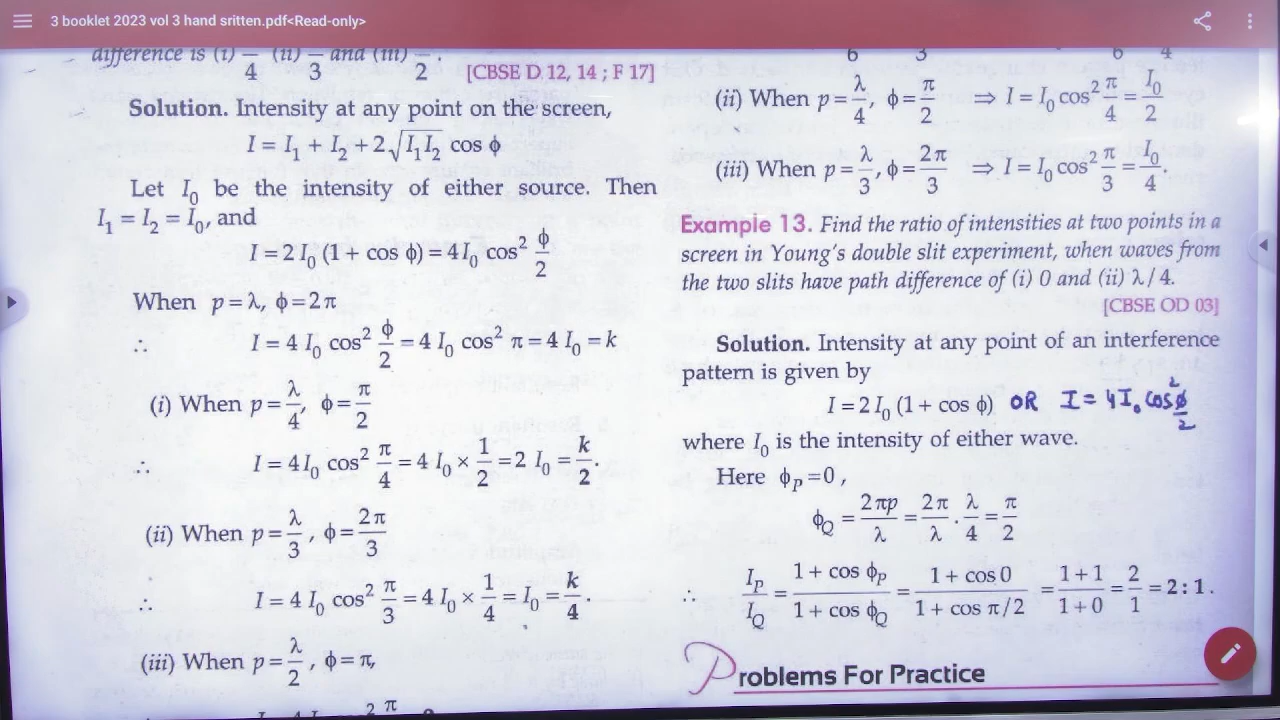 3 booklet 2023 vol 3 hand sritten.pdf<Read-only>
difference is (i) — (ii) — and (iii) — .
4 3 2 [CBSE D 12, 14 ; F 17]
Solution. Intensity at any point on the screen,
I = I₁ + I₂ + 2√(I₁I₂) cos ϕ
Let I₀ be the intensity of either source. Then
I₁ = I₂ = I₀, and
I = 2 I₀ (1 + cos ϕ) = 4 I₀ cos² ϕ/2
When p = λ, ϕ = 2π
∴ I = 4 I₀ cos² ϕ/2 = 4 I₀ cos² π = 4 I₀ = k
(i) When p = λ/4, ϕ = π/2
∴ I = 4 I₀ cos² π/4 = 4 I₀ × 1/2 = 2 I₀ = k/2.
(ii) When p = λ/3, ϕ = 2π/3
∴ I = 4 I₀ cos² π/3 = 4 I₀ × 1/4 = I₀ = k/4.
(iii) When p = λ/2, ϕ = π,
6 3 6 4
(ii) When p = λ/4, ϕ = π/2 ⇒ I = I₀ cos² π/4 = I₀/2
(iii) When p = λ/3, ϕ = 2π/3 ⇒ I = I₀ cos² π/3 = I₀/4
Example 13. Find the ratio of intensities at two points in a
screen in Young's double slit experiment, when waves from
the two slits have path difference of (i) 0 and (ii) λ/4.
[CBSE OD 03]
Solution. Intensity at any point of an interference
pattern is given by
I = 2 I₀ (1 + cos ϕ) OR I = 4I₀ cos² ϕ/2
where I₀ is the intensity of either wave.
Here ϕ_P = 0 ,
ϕ_Q = 2πp/λ = 2π/λ . λ/4 = π/2
∴ I_P/I_Q = (1 + cos ϕ_P)/(1 + cos ϕ_Q) = (1 + cos 0)/(1 + cos π/2) = (1+1)/(1+0) = 2/1 = 2 : 1.
Problems For Practice